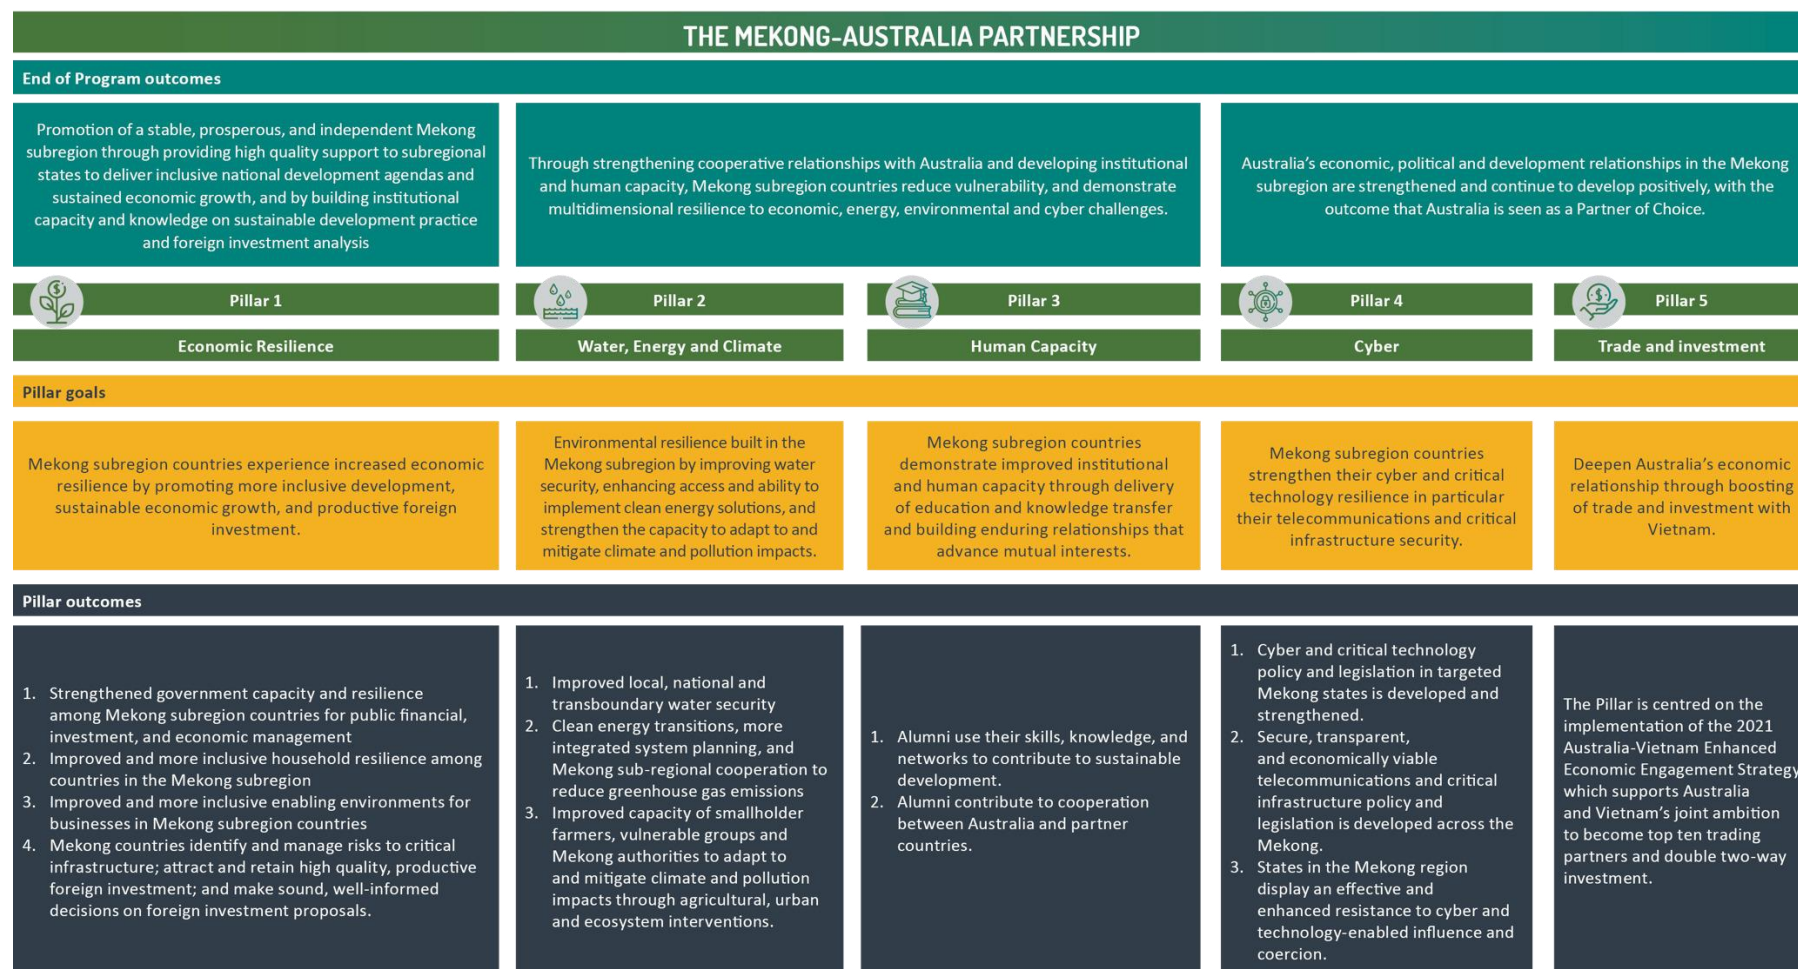 THE MEKONG-AUSTRALIA PARTNERSHIP
End of Program outcomes
Promotion of a stable, prosperous, and independent Mekong
subregion through providing high quality support to subregional
states to deliver inclusive national development agendas and
sustained economic growth, and by building institutional
capacity and knowledge on sustainable development practice
and foreign investment analysis
Through strengthening cooperative relationships with Australia and developing institutional
and human capacity, Mekong subregion countries reduce vulnerability, and demonstrate
multidimensional resilience to economic, energy, environmental and cyber challenges.
Australia's economic, political and development relationships in the Mekong
subregion are strengthened and continue to develop positively, with the
outcome that Australia is seen as a Partner of Choice.
Pillar 1
Pillar 2
Pillar 3
Pillar 4
Pillar 5
Economic Resilience
Water, Energy and Climate
Human Capacity
Cyber
Trade and investment
Pillar goals
Mekong subregion countries experience increased economic
resilience by promoting more inclusive development,
sustainable economic growth, and productive foreign
investment.
Environmental resilience built in the
Mekong subregion by improving water
security, enhancing access and ability to
implement clean energy solutions, and
strengthen the capacity to adapt to and
mitigate climate and pollution impacts.
Mekong subregion countries
demonstrate improved institutional
and human capacity through delivery
of education and knowledge transfer
and building enduring relationships that
advance mutual interests.
Mekong subregion countries
strengthen their cyber and critical
technology resilience in particular
their telecommunications and critical
infrastructure security.
Deepen Australia's economic
relationship through boosting
of trade and investment with
Vietnam.
Pillar outcomes
1. Strengthened government capacity and resilience
among Mekong subregion countries for public financial,
investment, and economic management
2. Improved and more inclusive household resilience among
countries in the Mekong subregion
3. Improved and more inclusive enabling environments for
businesses in Mekong subregion countries
4. Mekong countries identify and manage risks to critical
infrastructure; attract and retain high quality, productive
foreign investment; and make sound, well-informed
decisions on foreign investment proposals.
1. Improved local, national and
transboundary water security
2. Clean energy transitions, more
integrated system planning, and
Mekong sub-regional cooperation to
reduce greenhouse gas emissions
3. Improved capacity of smallholder
farmers, vulnerable groups and
Mekong authorities to adapt to
and mitigate climate and pollution
impacts through agricultural, urban
and ecosystem interventions.
1. Alumni use their skills, knowledge, and
networks to contribute to sustainable
development.
2. Alumni contribute to cooperation
between Australia and partner
countries.
1. Cyber and critical technology
policy and legislation in targeted
Mekong states is developed and
strengthened.
2. Secure, transparent,
and economically viable
telecommunications and critical
infrastructure policy and
legislation is developed across the
Mekong.
3. States in the Mekong region
display an effective and
enhanced resistance to cyber and
technology-enabled influence and
coercion.
The Pillar is centred on the
implementation of the 2021
Australia-Vietnam Enhanced
Economic Engagement Strategy
which supports Australia
and Vietnam's joint ambition
to become top ten trading
partners and double two-way
investment.